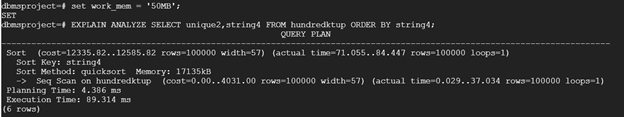 dbmsproject=# set work_mem = '50MB';
SET
dbmsproject=# EXPLAIN ANALYZE SELECT unique2,string4 FROM hundredktup ORDER BY string4;
QUERY PLAN
--------------------------------------------------------------------------------------------------------------------------
Sort  (cost=12335.82..12585.82 rows=100000 width=57) (actual time=71.055..84.447 rows=100000 loops=1)
Sort Key: string4
Sort Method: quicksort  Memory: 17135kB
->  Seq Scan on hundredktup  (cost=0.00..4031.00 rows=100000 width=57) (actual time=0.029..37.034 rows=100000 loops=1)
Planning Time: 4.386 ms
Execution Time: 89.314 ms
(6 rows)